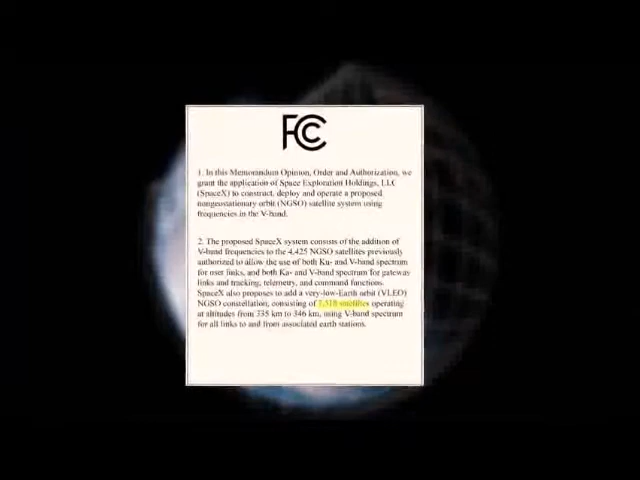 FCC
1. In this Memorandum Opinion, Order and Authorization, we
grant the application of Space Exploration Holdings, LLC
(SpaceX) to construct, deploy and operate a proposed
nongeostationary orbit (NGSO) satellite system using
frequencies in the V-band.
2. The proposed SpaceX system consists of the addition of
V-band frequencies to the 4,425 NGSO satellites previously
authorized to allow the use of both Ka- and V-band spectrum
for user links, and both Ka- and V-band spectrum for gateway
links and tracking, telemetry, and command functions.
SpaceX also proposes to add a very-low-Earth orbit (VLEO)
NGSO constellation, consisting of 7,518 satellites operating
at altitudes from 335 km to 346 km, using V-band spectrum
for all links to and from associated earth stations.